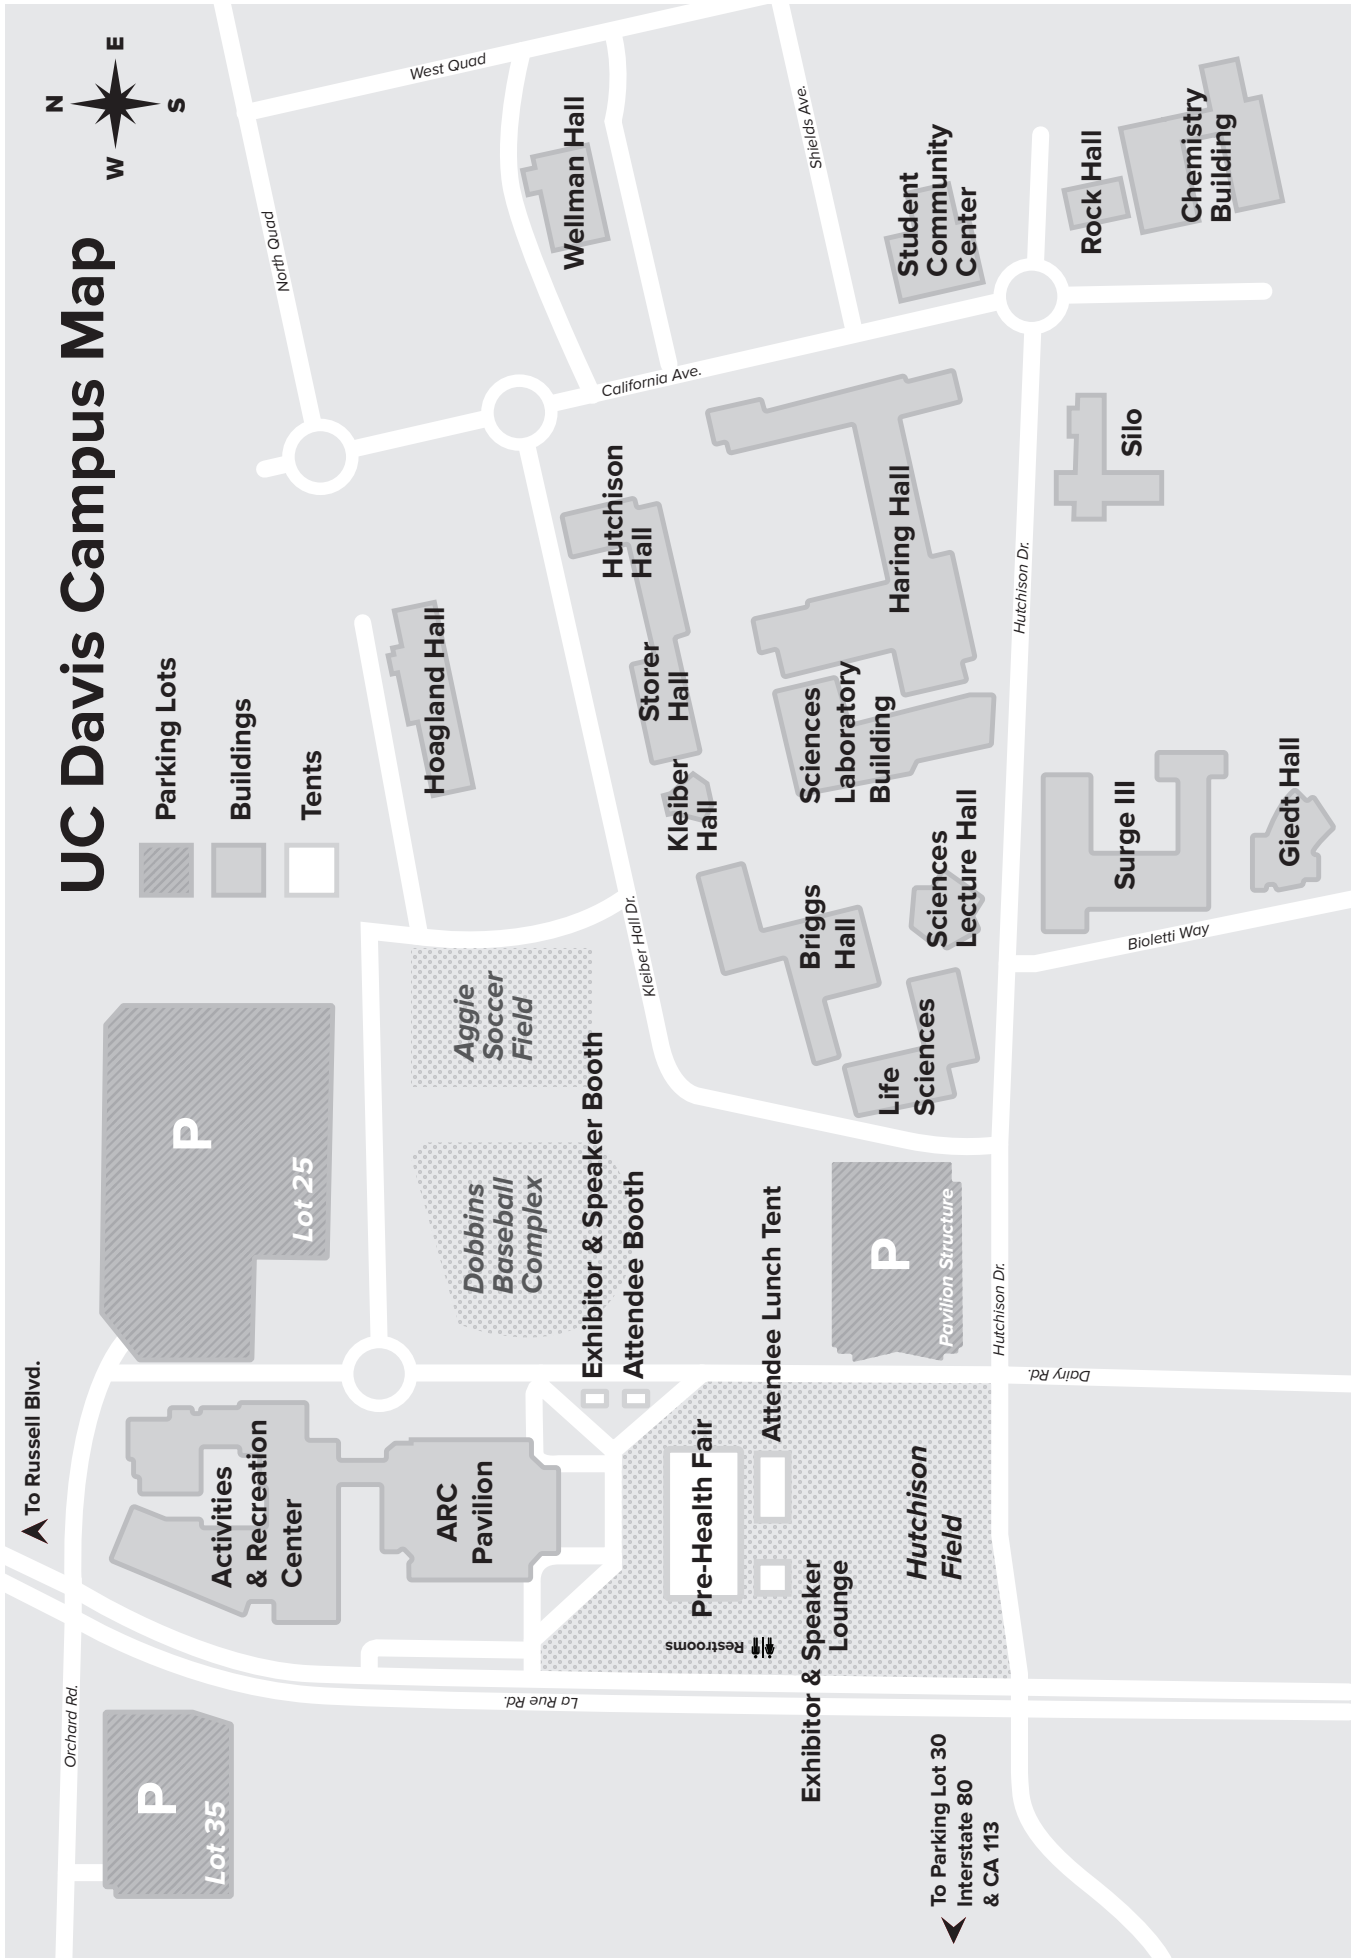 UC Davis Campus Map
N
E
S
W
Parking Lots
Buildings
Tents
To Russell Blvd.
Orchard Rd.
P
Lot 35
P
Lot 25
Activities
& Recreation
Center
ARC
Pavilion
La Rue Rd.
Dobbins
Baseball
Complex
Aggie
Soccer
Field
Exhibitor & Speaker Booth
Attendee Booth
Pre-Health Fair
Attendee Lunch Tent
Restrooms
Exhibitor & Speaker
Lounge
Hutchison
Field
To Parking Lot 30
Interstate 80
& CA 113
P
Pavilion Structure
Hutchison Dr.
Dairy Rd.
Hoagland Hall
North Quad
West Quad
Wellman Hall
Shields Ave.
California Ave.
Kleiber Hall Dr.
Hutchison
Hall
Storer
Hall
Kleiber
Hall
Briggs
Hall
Life
Sciences
Sciences
Lecture Hall
Sciences
Laboratory
Building
Haring Hall
Student
Community
Center
Rock Hall
Chemistry
Building
Silo
Hutchison Dr.
Surge III
Giedt Hall
Bioletti Way